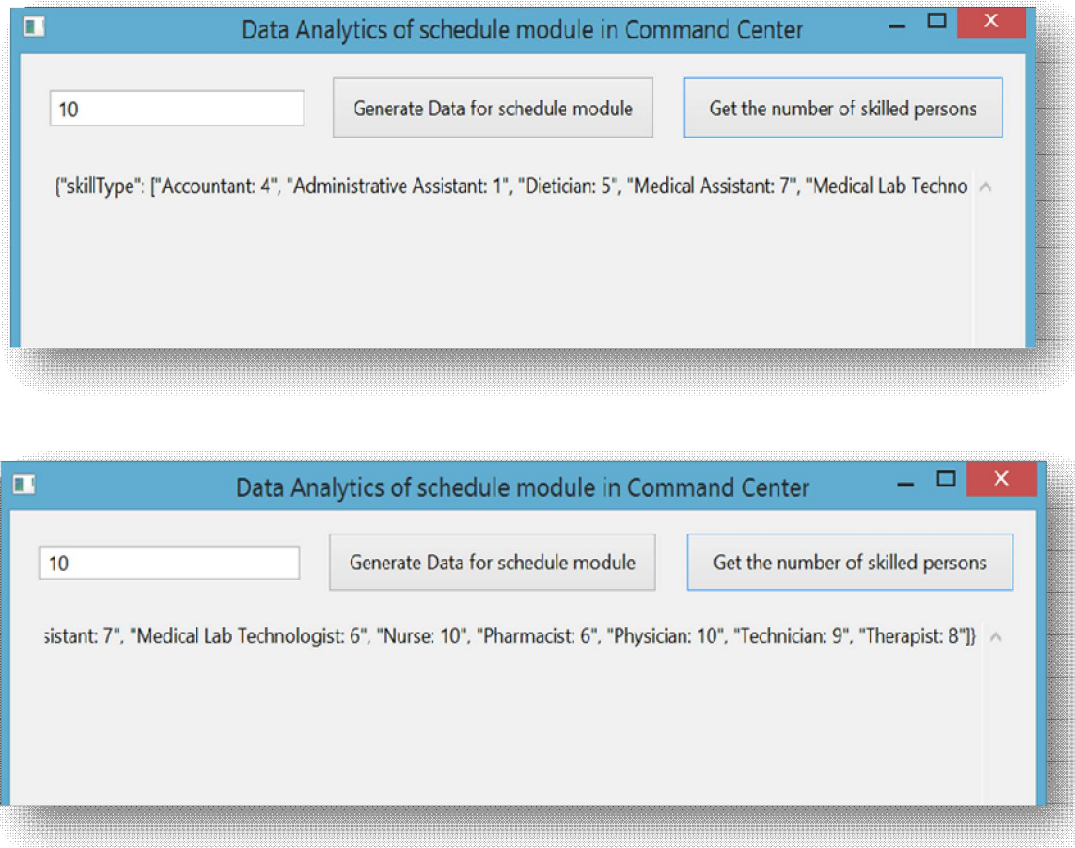 Data Analytics of schedule module in Command Center
10
Generate Data for schedule module
Get the number of skilled persons
{"skillType": ["Accountant: 4", "Administrative Assistant: 1", "Dietician: 5", "Medical Assistant: 7", "Medical Lab Techno
Data Analytics of schedule module in Command Center
10
Generate Data for schedule module
Get the number of skilled persons
sistant: 7", "Medical Lab Technologist: 6", "Nurse: 10", "Pharmacist: 6", "Physician: 10", "Technician: 9", "Therapist: 8"]}